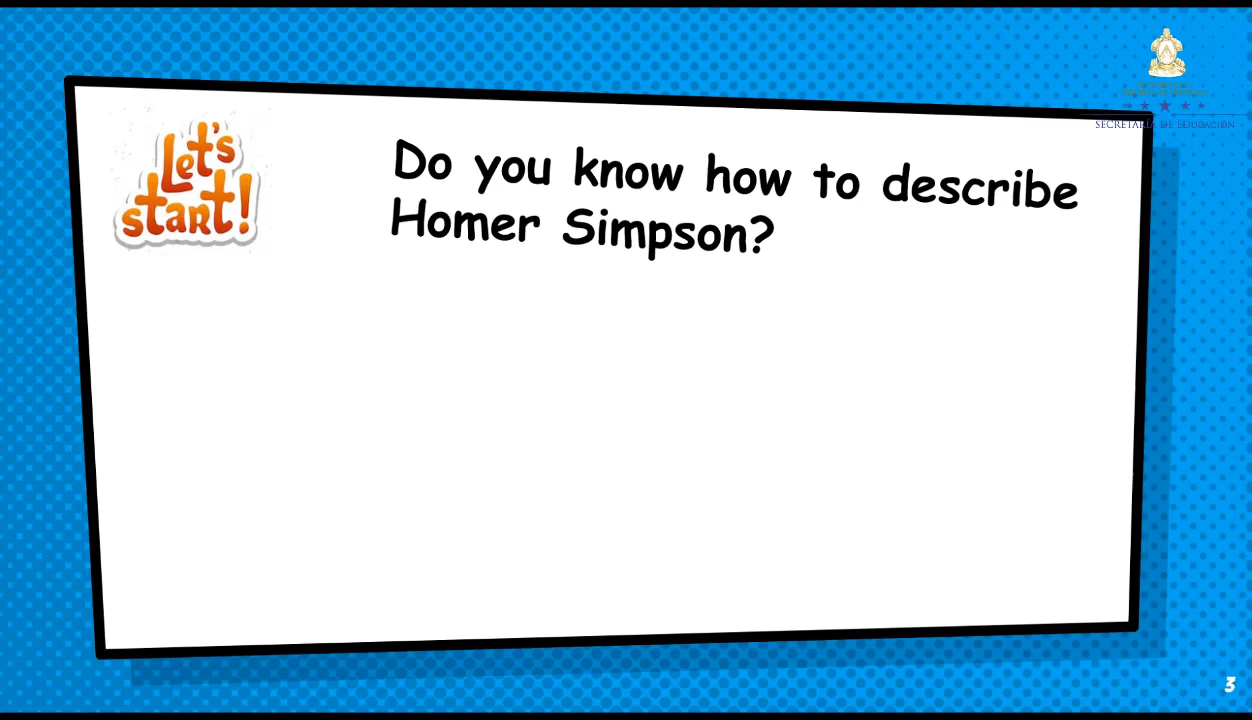 Let's
start!
Do you know how to describe
Homer Simpson?
SECRETARÍA DE EDUCACIÓN
3